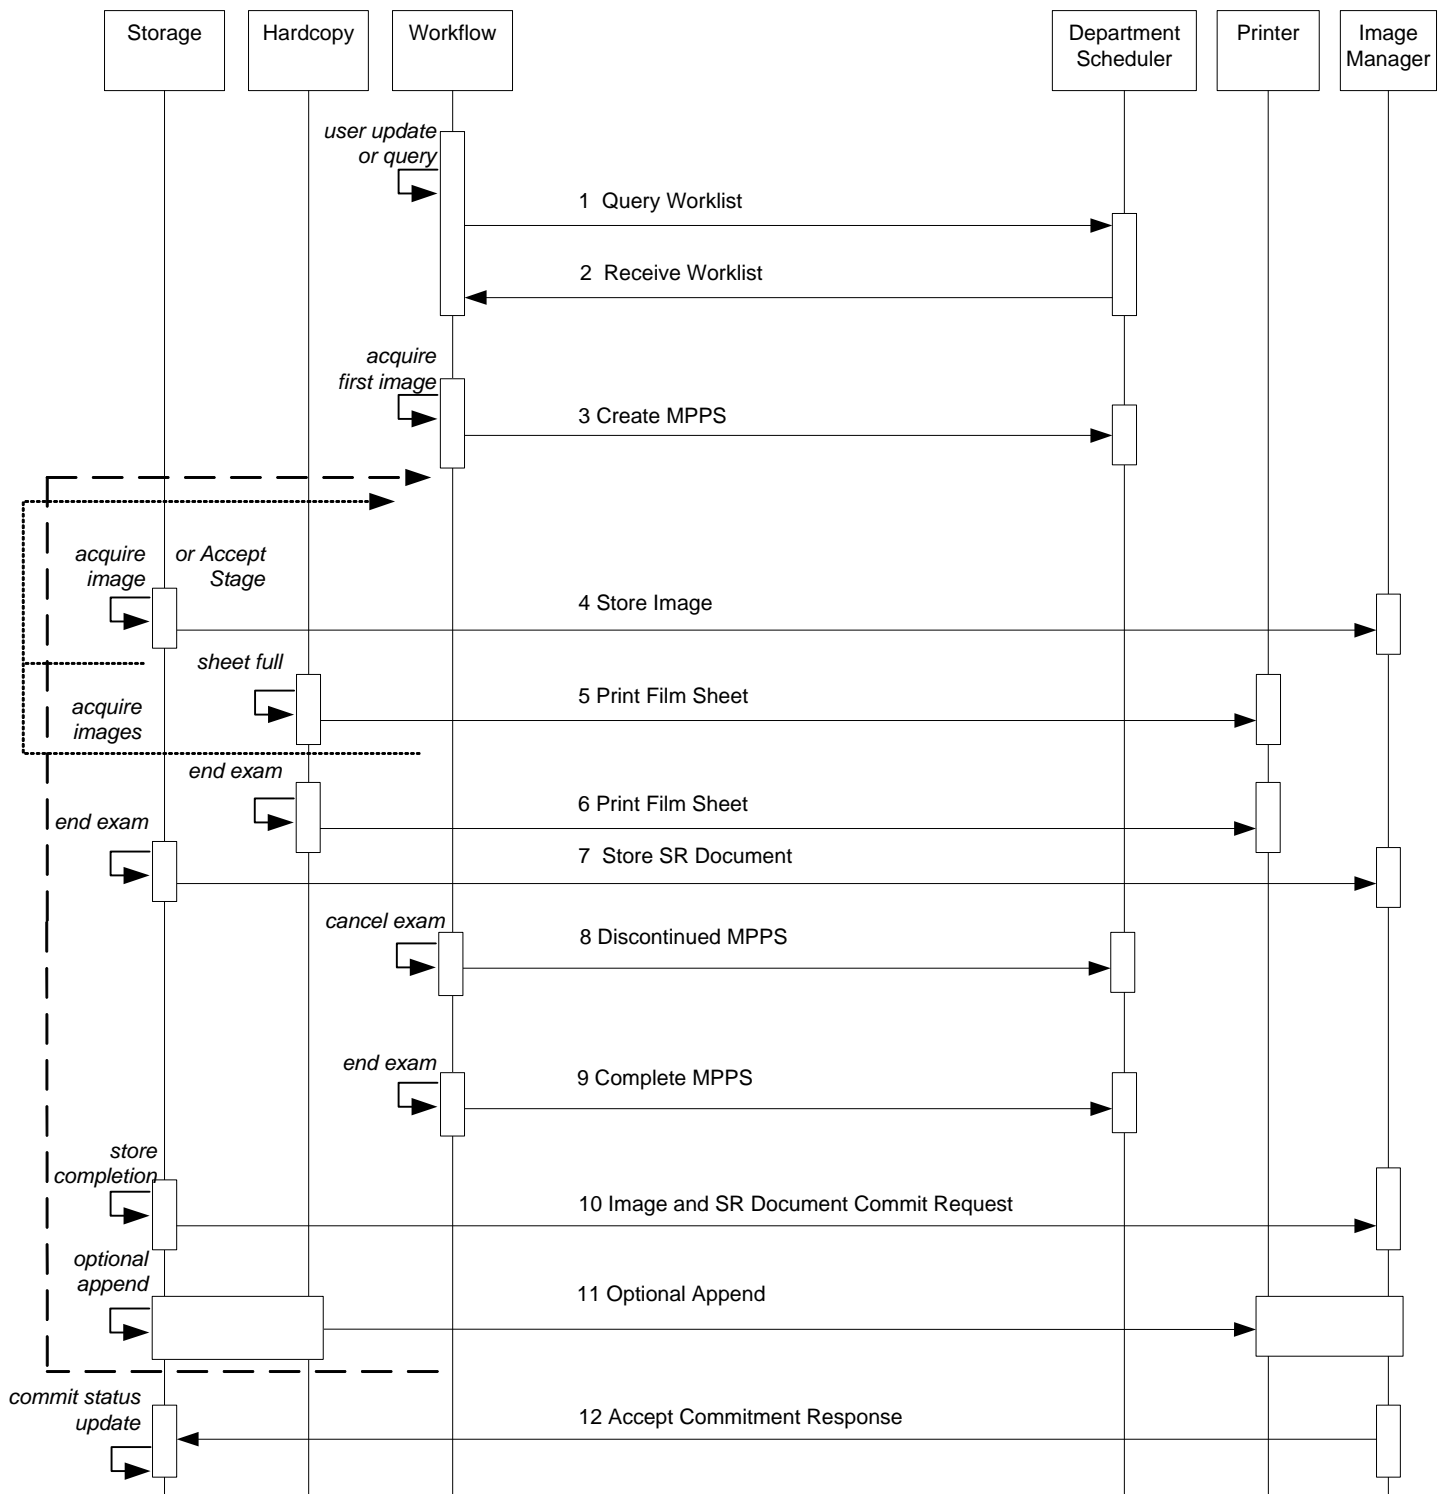 Storage
Hardcopy
Workflow
Department
Scheduler
Printer
Image
Manager
user update
or query
1 Query Worklist
2 Receive Worklist
acquire
first image
3 Create MPPS
acquire
image
or Accept
Stage
4 Store Image
sheet full
5 Print Film Sheet
acquire
images
end exam
6 Print Film Sheet
end exam
7 Store SR Document
cancel exam
8 Discontinued MPPS
end exam
9 Complete MPPS
store
completion
10 Image and SR Document Commit Request
optional
append
11 Optional Append
commit status
update
12 Accept Commitment Response